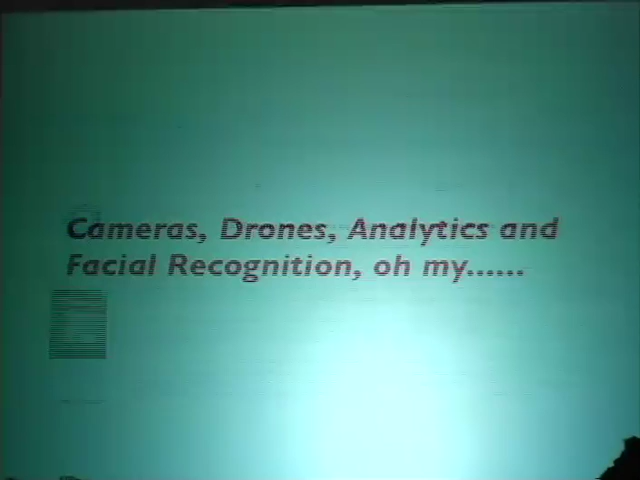 Cameras, Drones, Analytics and
Facial Recognition, oh my......